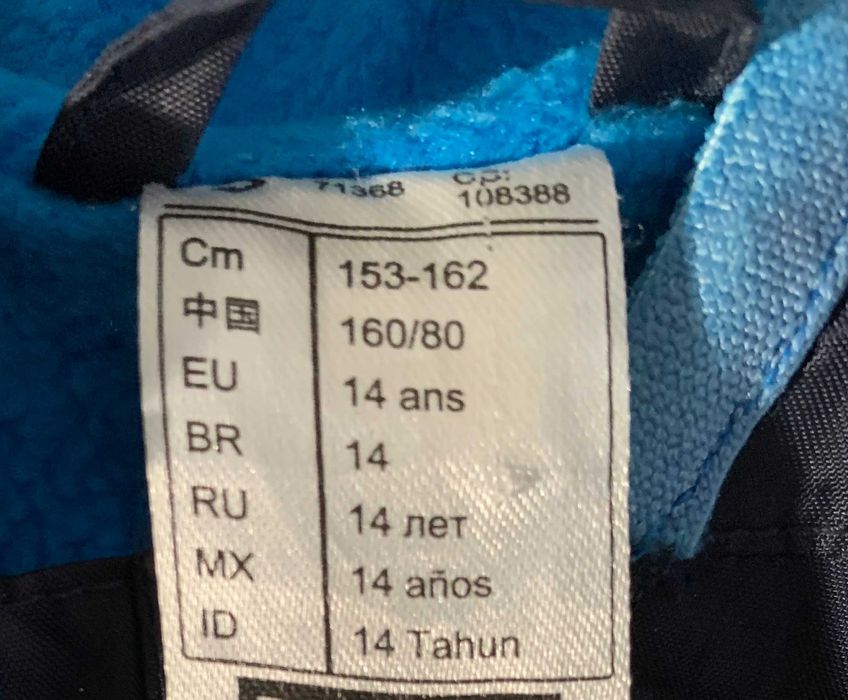 71368 108388
Cm 153-162
中国 160/80
EU 14 ans
BR 14
RU 14 лет
MX 14 años
ID 14 Tahun